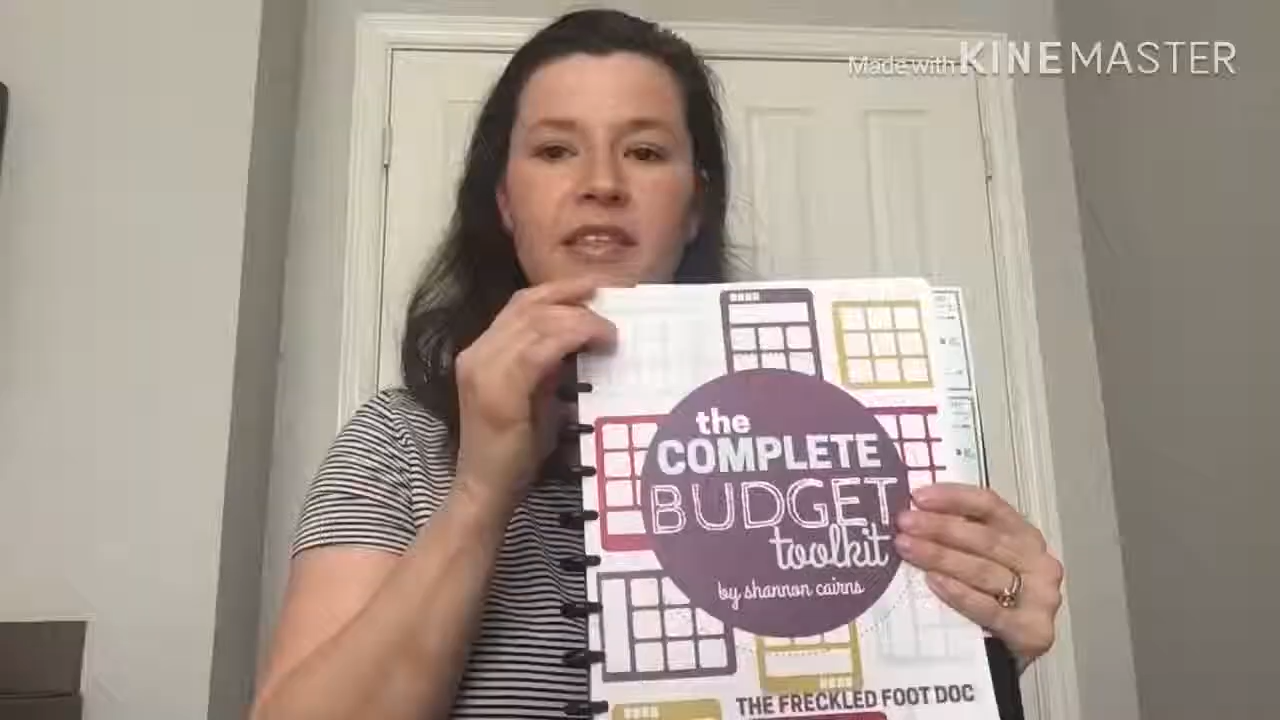 Made with KINEMASTER
the
COMPLETE
BUDGET
toolkit
by shannon cairns
THE FRECKLED FOOT DOC